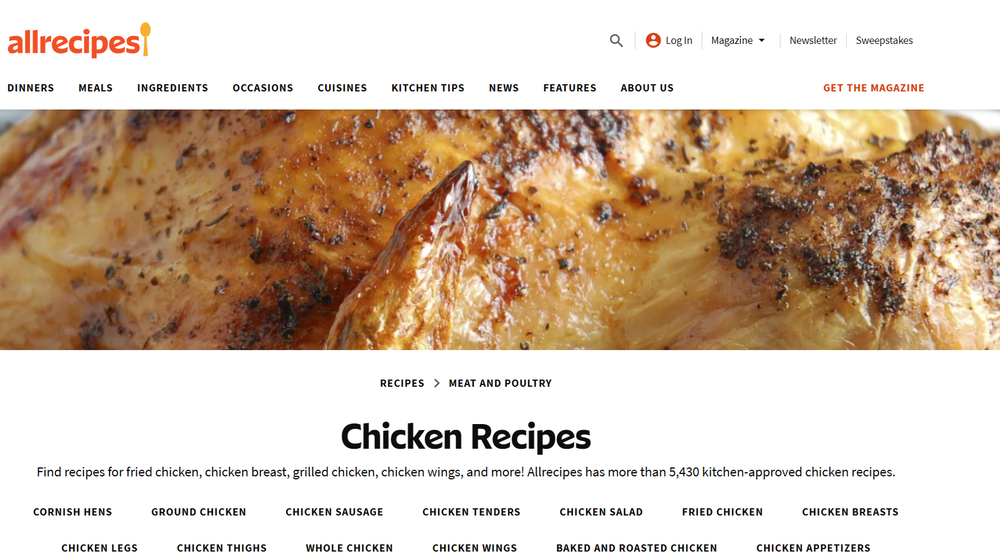 allrecipes
Log In Magazine Newsletter Sweepstakes
DINNERS MEALS INGREDIENTS OCCASIONS CUISINES KITCHEN TIPS NEWS FEATURES ABOUT US GET THE MAGAZINE
RECIPES > MEAT AND POULTRY
Chicken Recipes
Find recipes for fried chicken, chicken breast, grilled chicken, chicken wings, and more! Allrecipes has more than 5,430 kitchen-approved chicken recipes.
CORNISH HENS GROUND CHICKEN CHICKEN SAUSAGE CHICKEN TENDERS CHICKEN SALAD FRIED CHICKEN CHICKEN BREASTS
CHICKEN LEGS CHICKEN THIGHS WHOLE CHICKEN CHICKEN WINGS BAKED AND ROASTED CHICKEN CHICKEN APPETIZERS